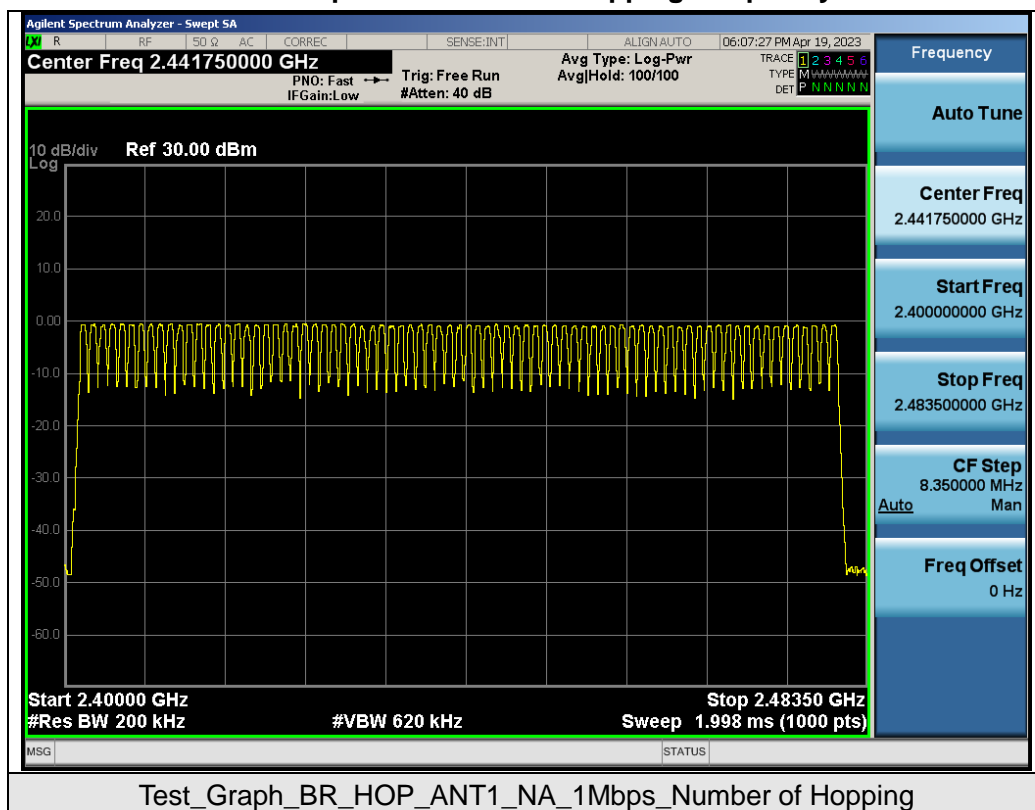 Agilent Spectrum Analyzer - Swept SA
LXI R RF 50 Ω AC CORREC SENSE:INT ALIGN AUTO 06:07:27 PM Apr 19, 2023
Center Freq 2.441750000 GHz Avg Type: Log-Pwr TRACE 1 2 3 4 5 6
PNO: Fast Trig: Free Run Avg|Hold: 100/100 TYPE M
IFGain:Low #Atten: 40 dB DET P N N N N N
10 dB/div Ref 30.00 dBm
Log
20.0
10.0
0.00
-10.0
-20.0
-30.0
-40.0
-50.0
-60.0
Start 2.40000 GHz Stop 2.48350 GHz
#Res BW 200 kHz #VBW 620 kHz Sweep 1.998 ms (1000 pts)
MSG STATUS
Frequency
Auto Tune
Center Freq
2.441750000 GHz
Start Freq
2.400000000 GHz
Stop Freq
2.483500000 GHz
CF Step
8.350000 MHz
Auto Man
Freq Offset
0 Hz
Test_Graph_BR_HOP_ANT1_NA_1Mbps_Number of Hopping